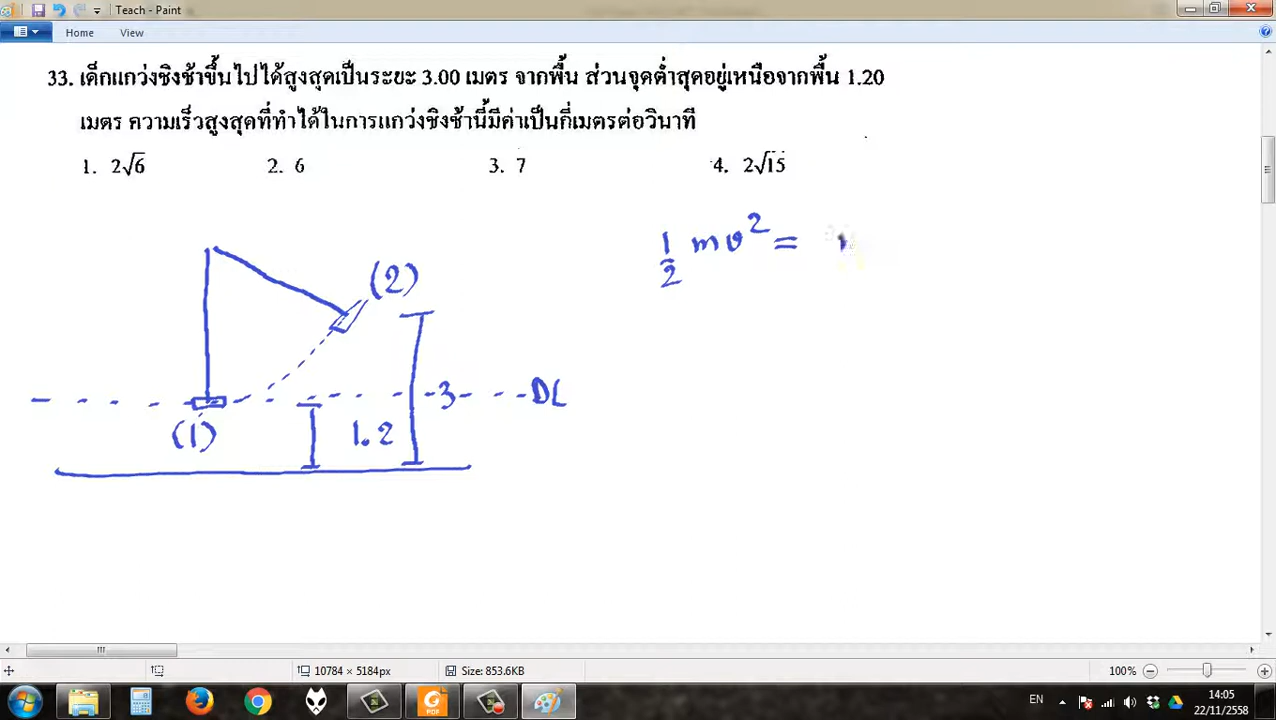 Teach - Paint
Home View
33. เด็กแกว่งชิงช้าขึ้นไปได้สูงสุดเป็นระยะ 3.00 เมตร จากพื้น ส่วนจุดต่ำสุดอยู่เหนือจากพื้น 1.20
เมตร ความเร็วสูงสุดที่ทำได้ในการแกว่งชิงช้านี้มีค่าเป็นกี่เมตรต่อวินาที
1. 2√6 2. 6 3. 7 4. 2√15
1/2 mv² =
(2)
3 DL
(1) 1.2
10784 × 5184px Size: 853.6KB 100%
PDF
EN 14:05
22/11/2558